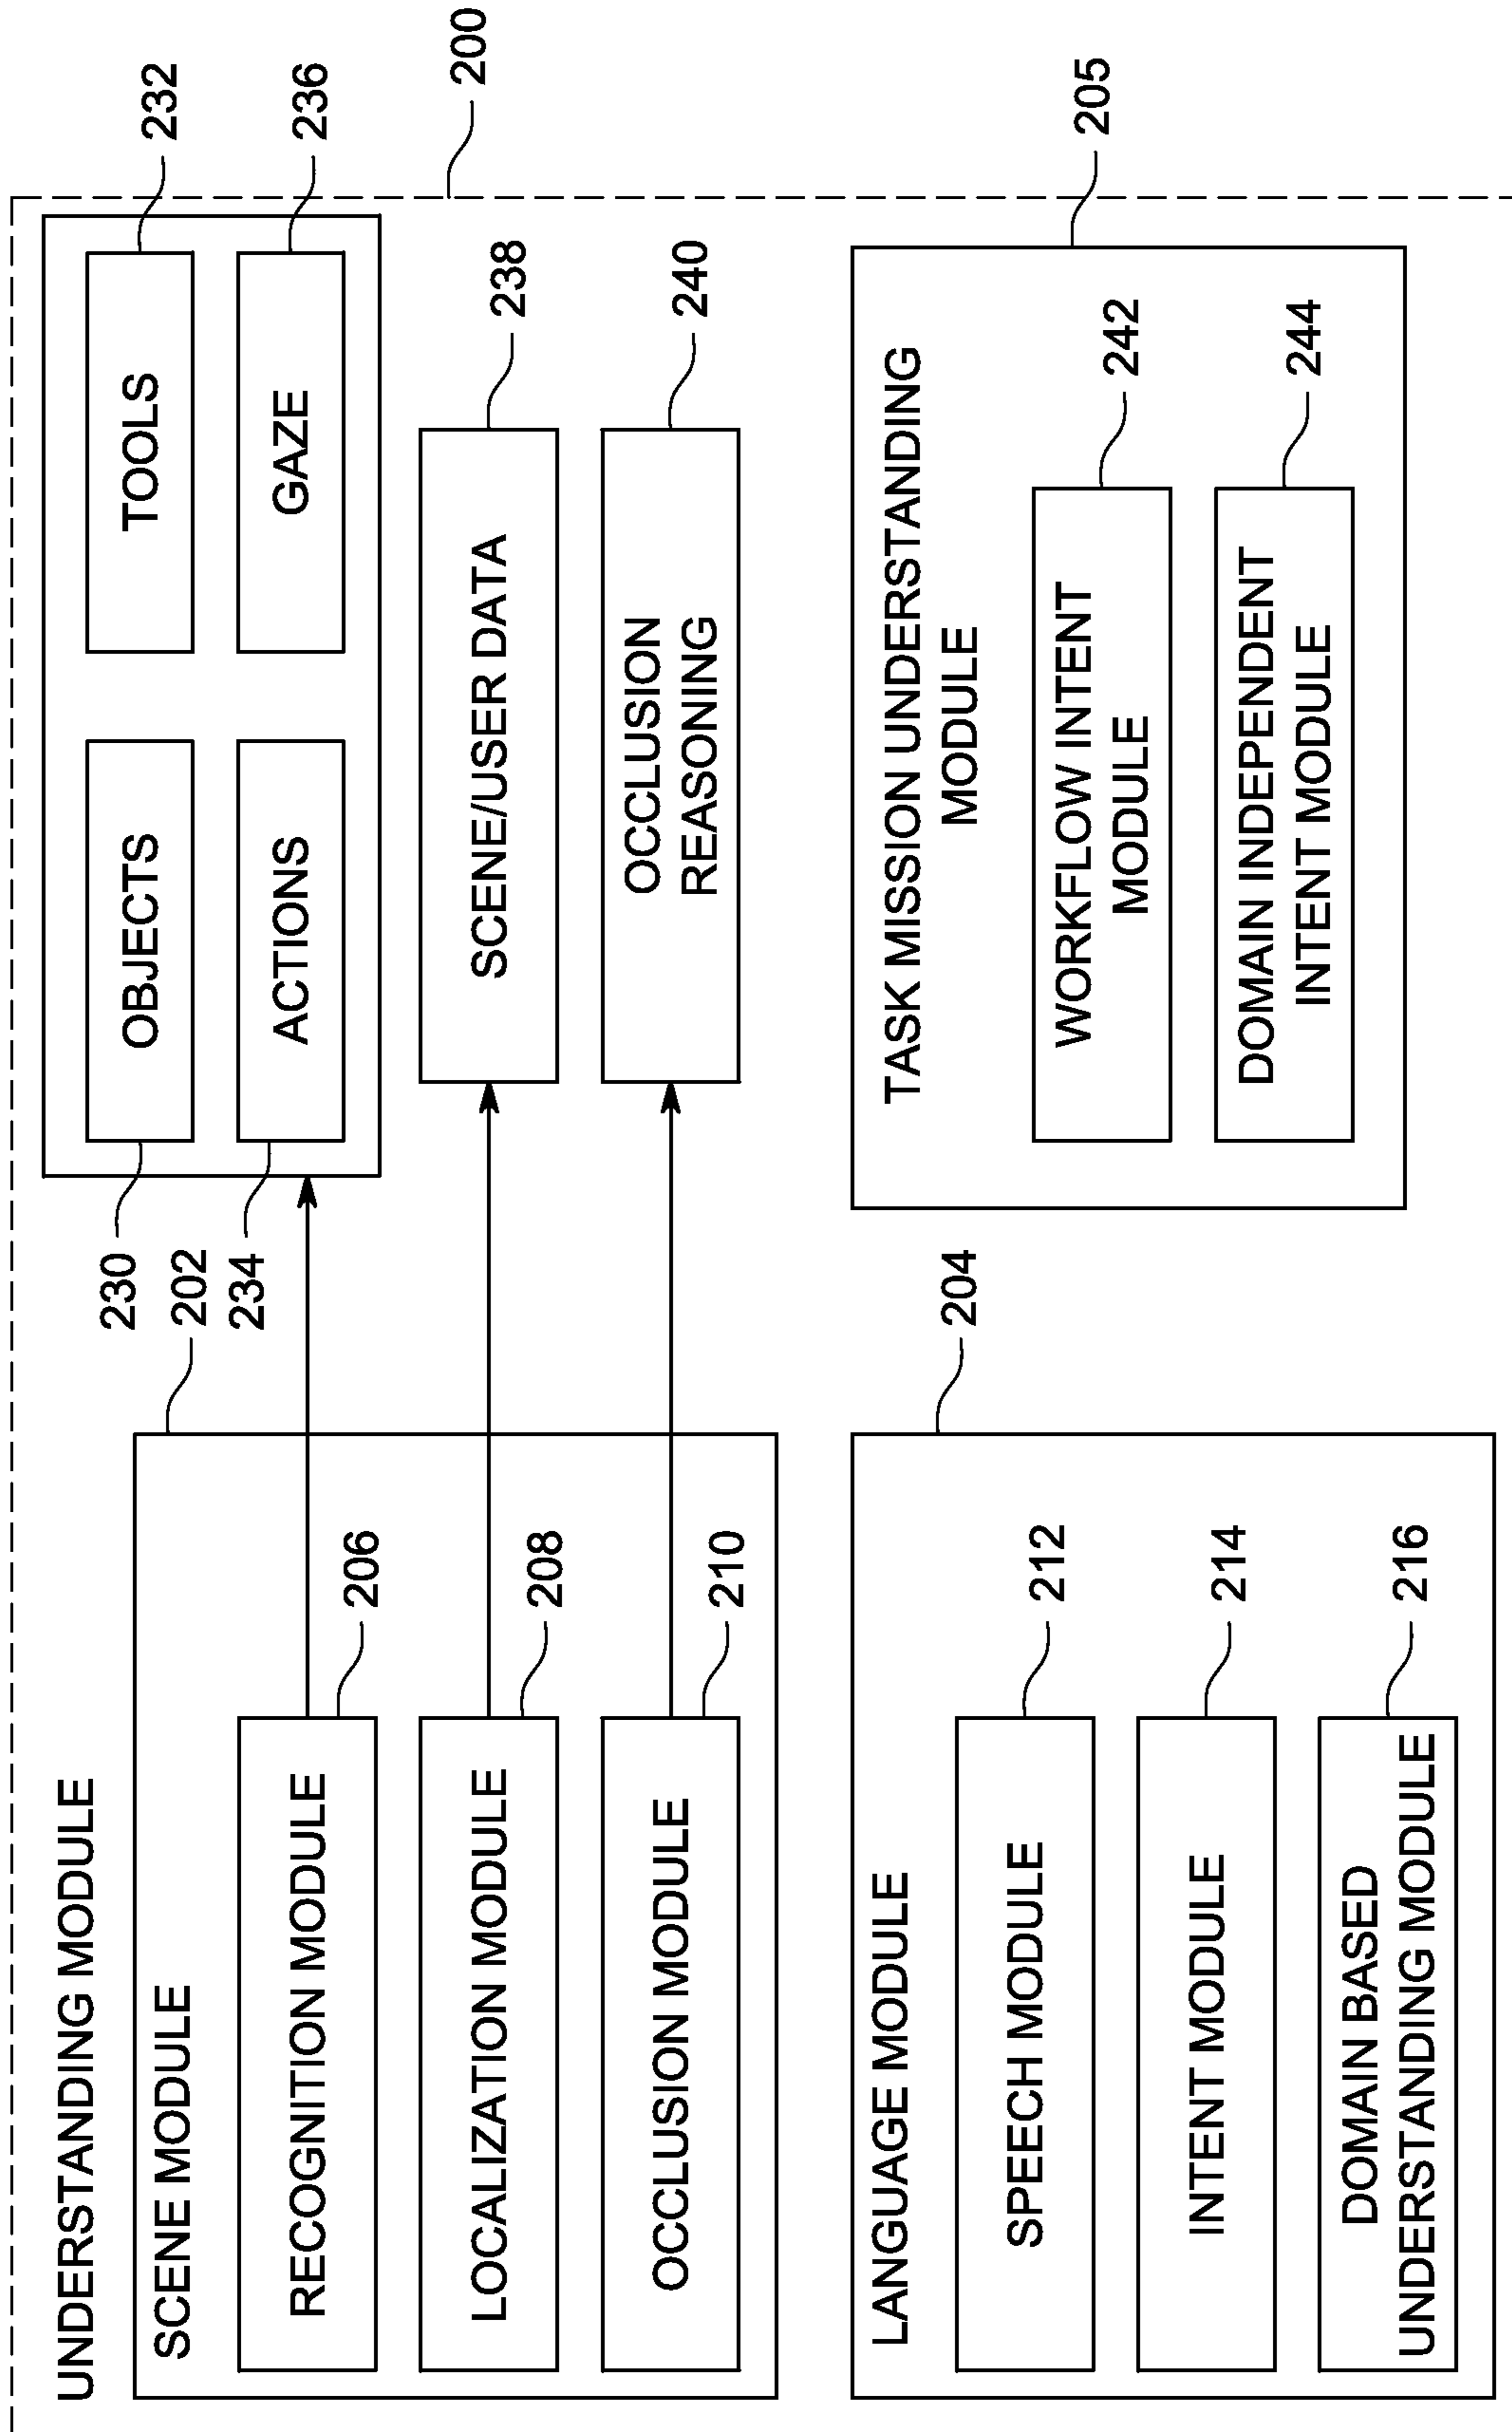 UNDERSTANDING MODULE
200
SCENE MODULE
202
RECOGNITION MODULE
206
LOCALIZATION MODULE
208
OCCLUSION MODULE
210
OBJECTS
230
TOOLS
232
ACTIONS
234
GAZE
236
SCENE/USER DATA
238
OCCLUSION
REASONING
240
LANGUAGE MODULE
204
SPEECH MODULE
212
INTENT MODULE
214
DOMAIN BASED
UNDERSTANDING MODULE
216
TASK MISSION UNDERSTANDING
MODULE
205
WORKFLOW INTENT
MODULE
242
DOMAIN INDEPENDENT
INTENT MODULE
244